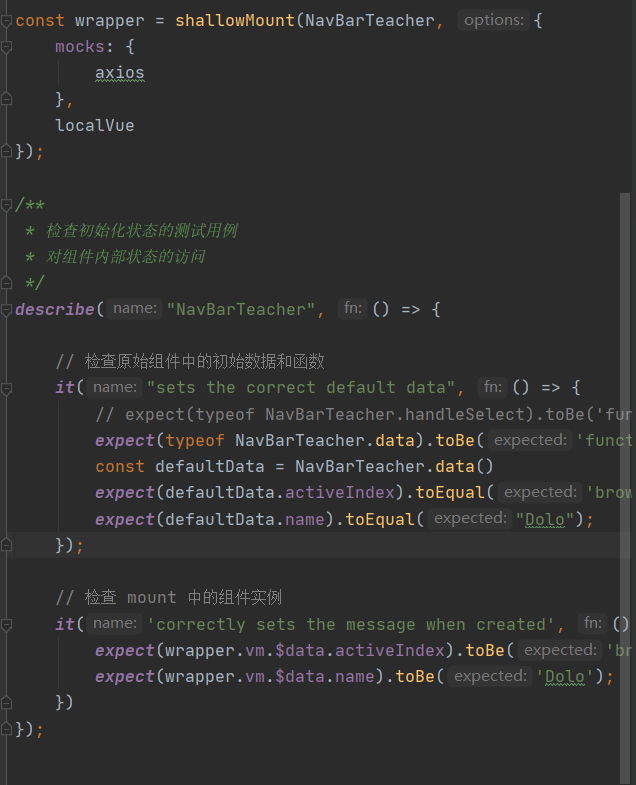 const wrapper = shallowMount(NavBarTeacher, options: {
mocks: {
axios
},
localVue
});
/**
* 检查初始化状态的测试用例
* 对组件内部状态的访问
*/
describe( name: "NavBarTeacher", fn: () => {
// 检查原始组件中的初始数据和函数
it( name: "sets the correct default data", fn: () => {
// expect(typeof NavBarTeacher.handleSelect).toBe('fun
expect(typeof NavBarTeacher.data).toBe( expected: 'funct
const defaultData = NavBarTeacher.data()
expect(defaultData.activeIndex).toEqual( expected: 'brow
expect(defaultData.name).toEqual( expected: "Dolo");
});
// 检查 mount 中的组件实例
it( name: 'correctly sets the message when created', fn: ()
expect(wrapper.vm.$data.activeIndex).toBe( expected: 'br
expect(wrapper.vm.$data.name).toBe( expected: 'Dolo');
})
});